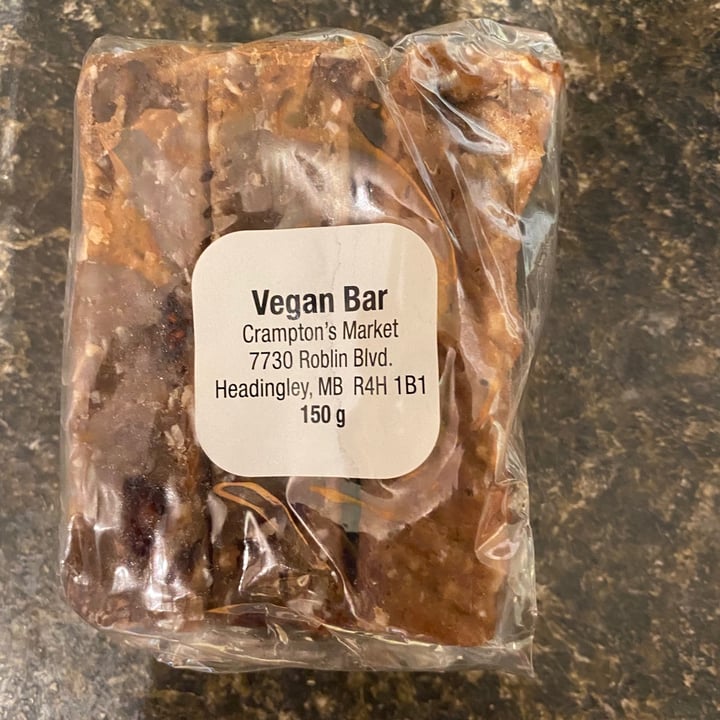 Vegan Bar
Crampton's Market
7730 Roblin Blvd.
Headingley, MB R4H 1B1
150 g